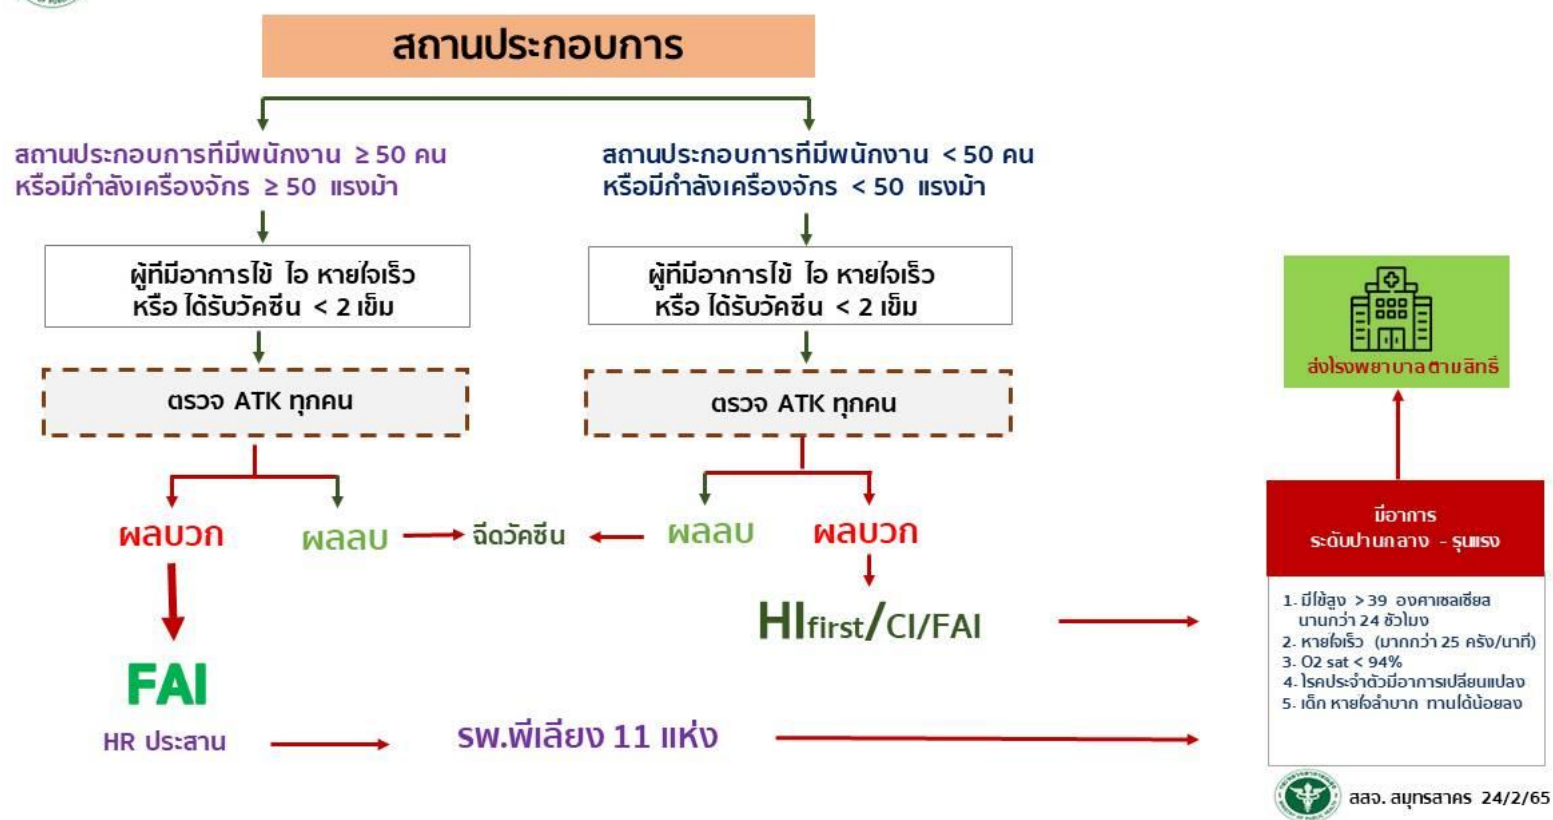 สถานประกอบการ
สถานประกอบการที่มีพนักงาน ≥ 50 คน
หรือมีกำลังเครื่องจักร ≥ 50 แรงม้า
สถานประกอบการที่มีพนักงาน < 50 คน
หรือมีกำลังเครื่องจักร < 50 แรงม้า
ผู้ที่มีอาการไข้ ไอ หายใจเร็ว
หรือ ได้รับวัคซีน < 2 เข็ม
ผู้ที่มีอาการไข้ ไอ หายใจเร็ว
หรือ ได้รับวัคซีน < 2 เข็ม
ตรวจ ATK ทุกคน
ตรวจ ATK ทุกคน
ผลบวก
ผลลบ
ฉีดวัคซีน
ผลลบ
ผลบวก
HIfirst/CI/FAI
FAI
HR ประสาน
รพ.พี่เลี้ยง 11 แห่ง
ส่งโรงพยาบาลตามสิทธิ์
มีอาการ
ระดับปานกลาง - รุนแรง
1. มีไข้สูง > 39 องศาเซลเซียส
นานกว่า 24 ชั่วโมง
2. หายใจเร็ว (มากกว่า 25 ครั้ง/นาที)
3. O2 sat < 94%
4. โรคประจำตัวมีอาการเปลี่ยนแปลง
5. เด็ก หายใจลำบาก ทานได้น้อยลง
สสจ. สมุทรสาคร 24/2/65